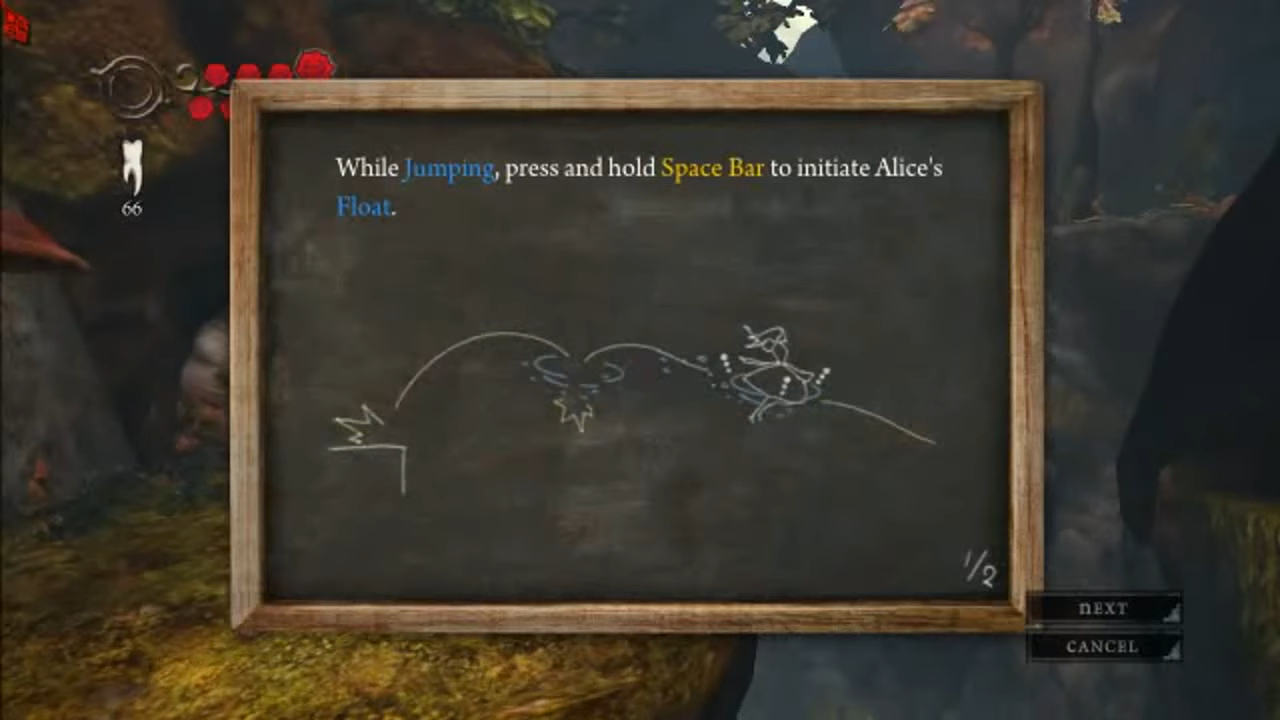 While Jumping, press and hold Space Bar to initiate Alice's
Float.
66
1/2
NEXT
CANCEL